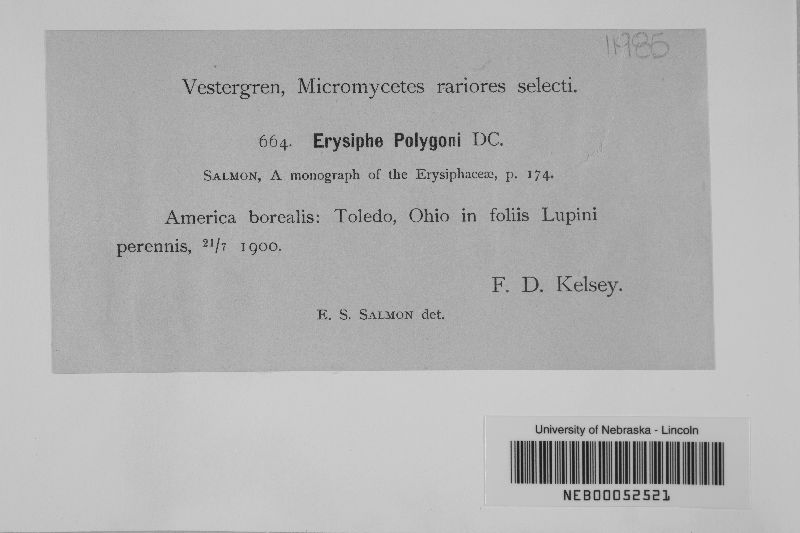 Vestergren, Micromycetes rariores selecti.
664. Erysiphe Polygoni DC.
SALMON, A monograph of the Erysiphaceæ, p. 174.
America borealis: Toledo, Ohio in foliis Lupini
perennis, 21/7 1900.
F. D. Kelsey.
E. S. SALMON det.
University of Nebraska - Lincoln
NEB00052521